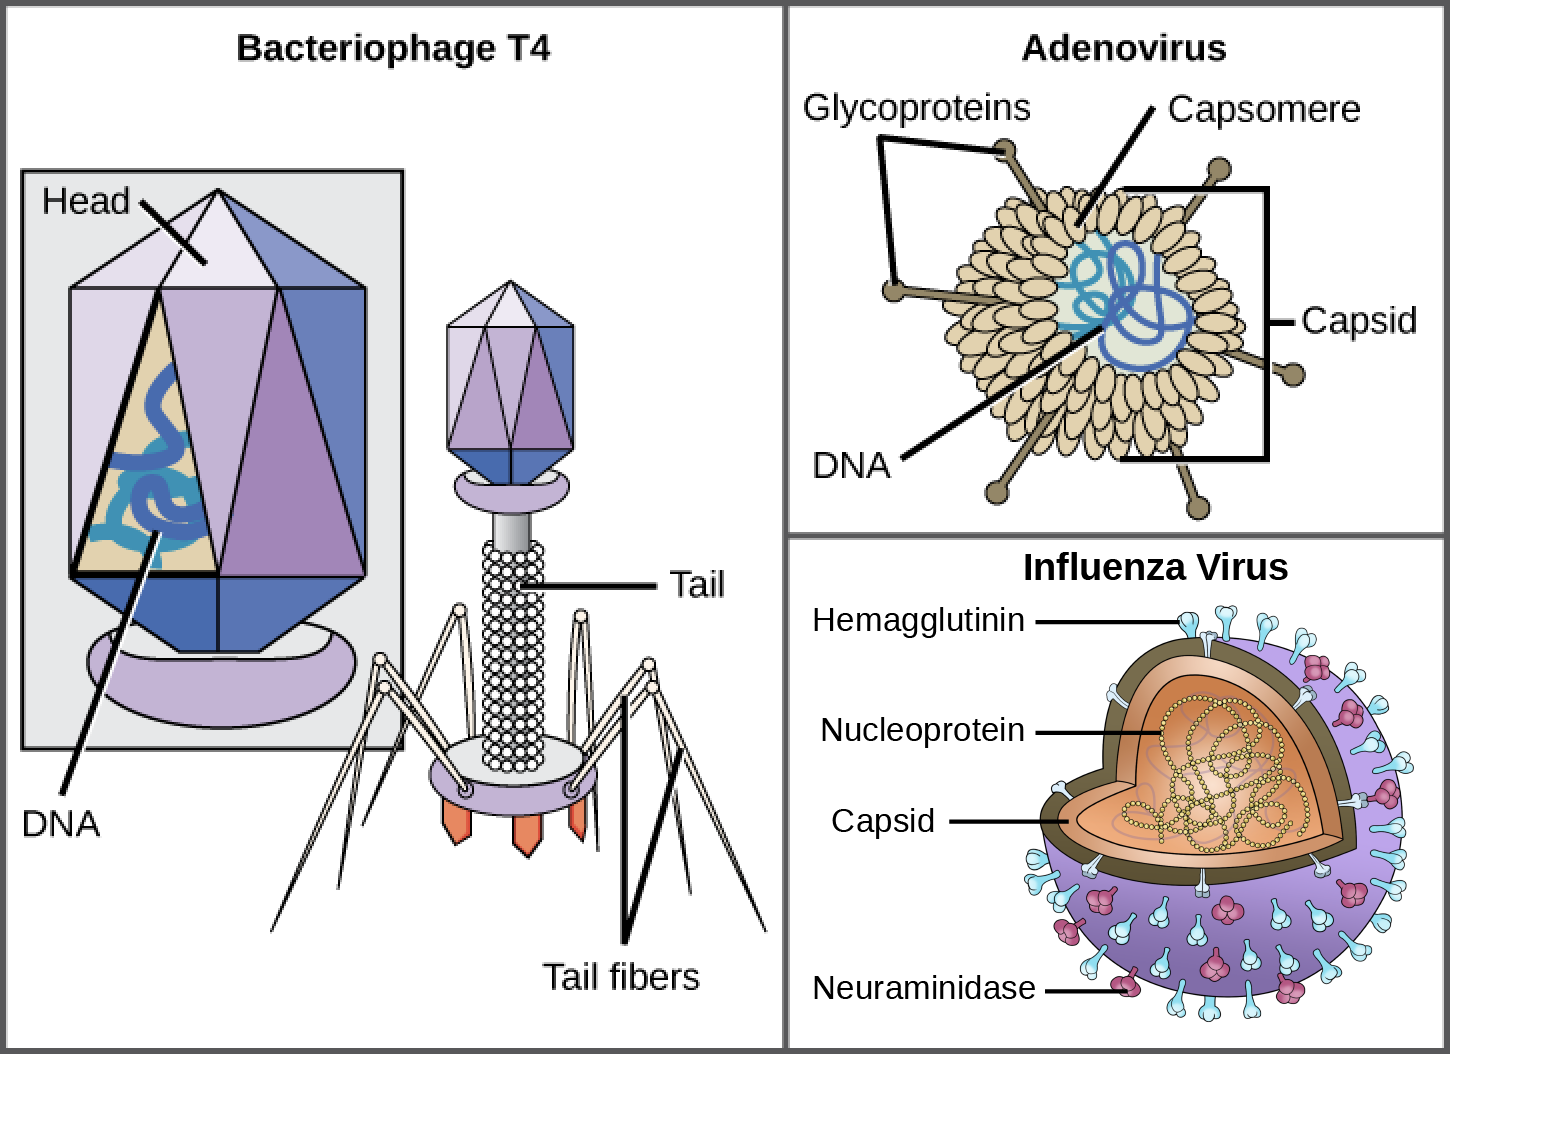 Bacteriophage T4
Head
DNA
Tail
Tail fibers
Adenovirus
Glycoproteins
Capsomere
Capsid
DNA
Influenza Virus
Hemagglutinin
Nucleoprotein
Capsid
Neuraminidase